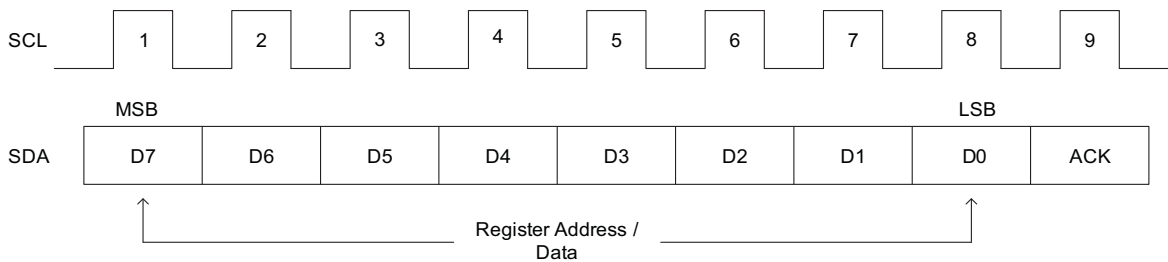 SCL 1 2 3 4 5 6 7 8 9
MSB LSB
SDA D7 D6 D5 D4 D3 D2 D1 D0 ACK
Register Address /
Data